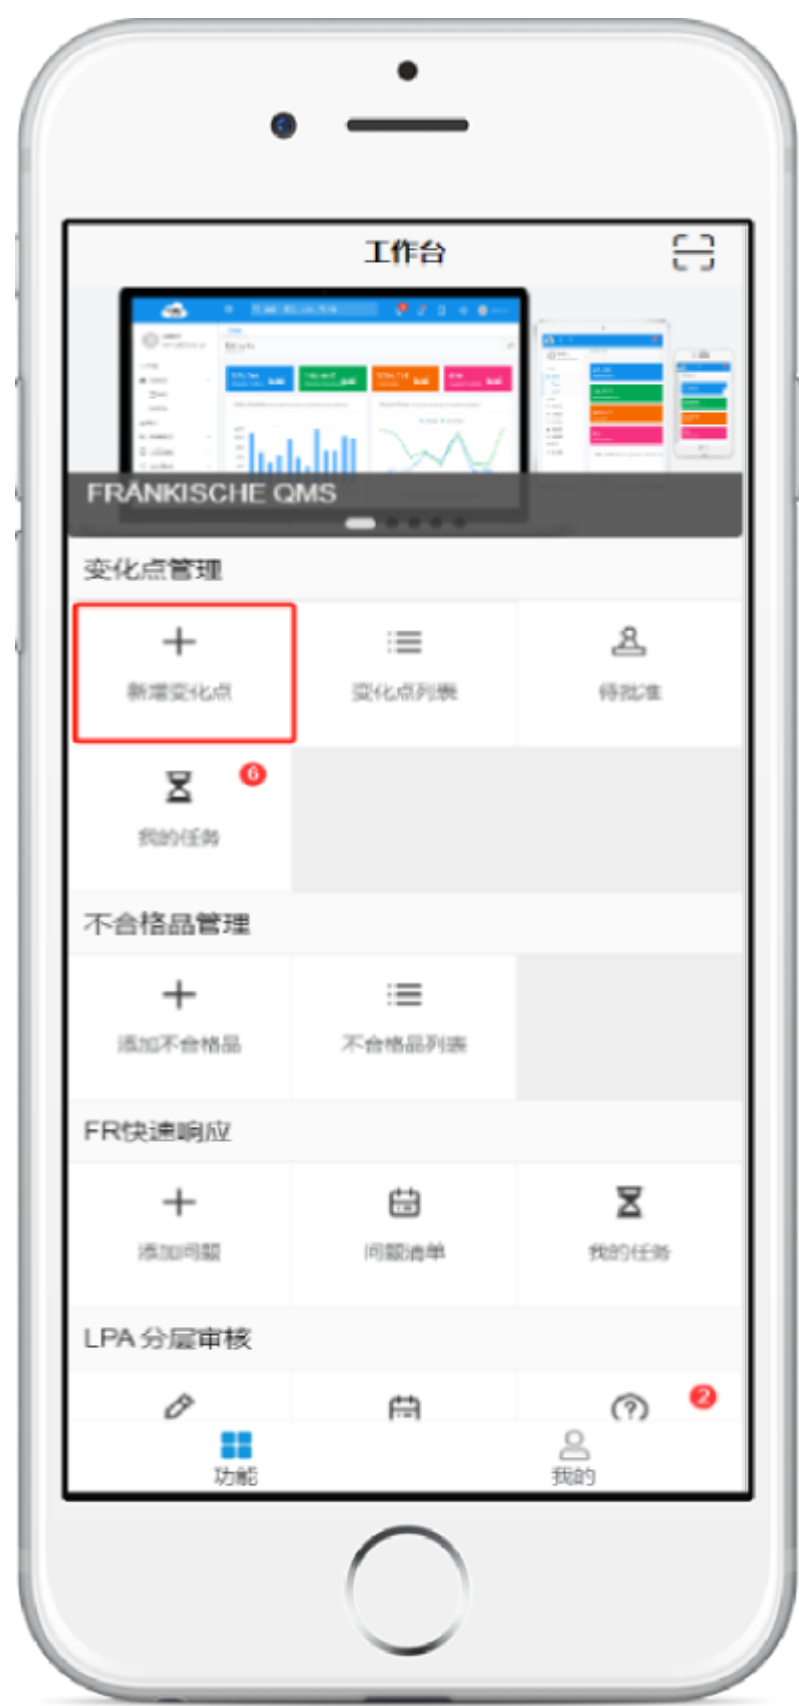 工作台
FRÄNKISCHE QMS
变化点管理
新增变化点
变化点列表
待批准
6
我的任务
不合格品管理
添加不合格品
不合格品列表
FR快速响应
添加问题
问题清单
我的任务
LPA 分层审核
2
功能
我的